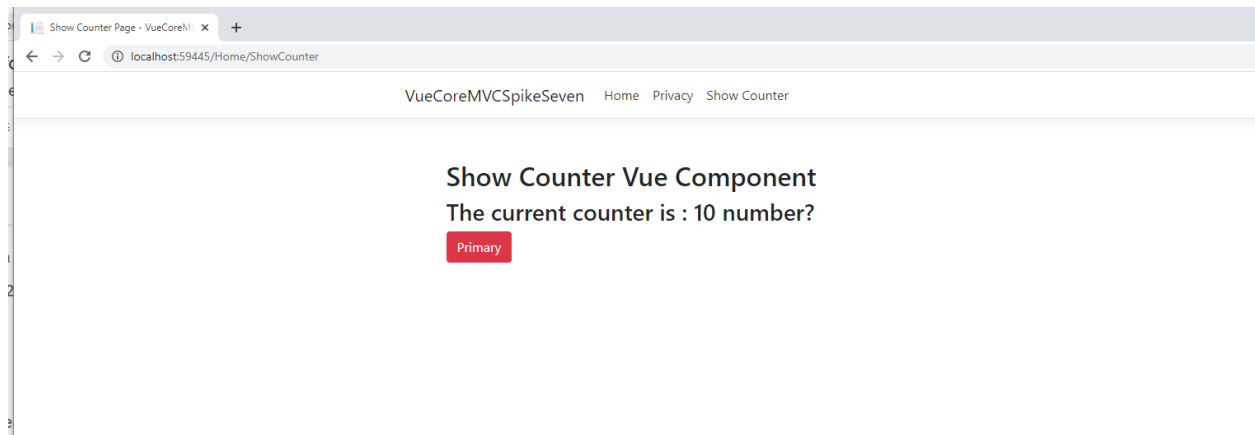 Show Counter Page - VueCoreM
localhost:59445/Home/ShowCounter
VueCoreMVCSpikeSeven Home Privacy Show Counter
Show Counter Vue Component
The current counter is : 10 number?
Primary